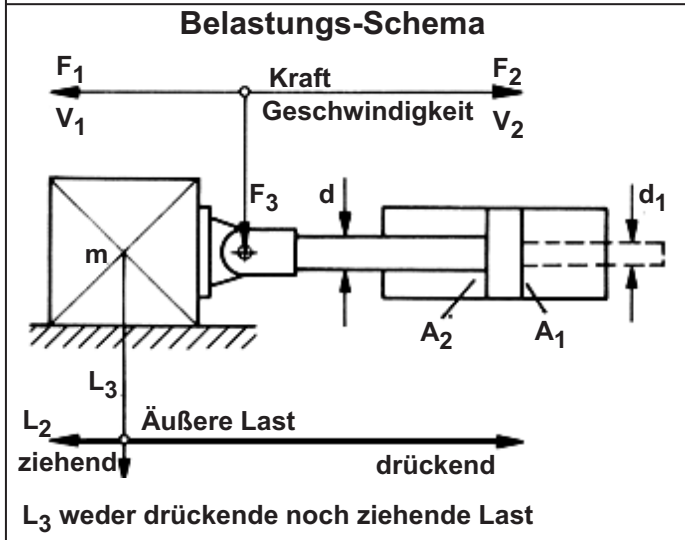 Belastungs-Schema
F₁ Kraft F₂
V₁ Geschwindigkeit V₂
F₃ d d₁
m
A₂ A₁
L₃
L₂ Äußere Last
ziehend drückend
L₃ weder drückende noch ziehende Last